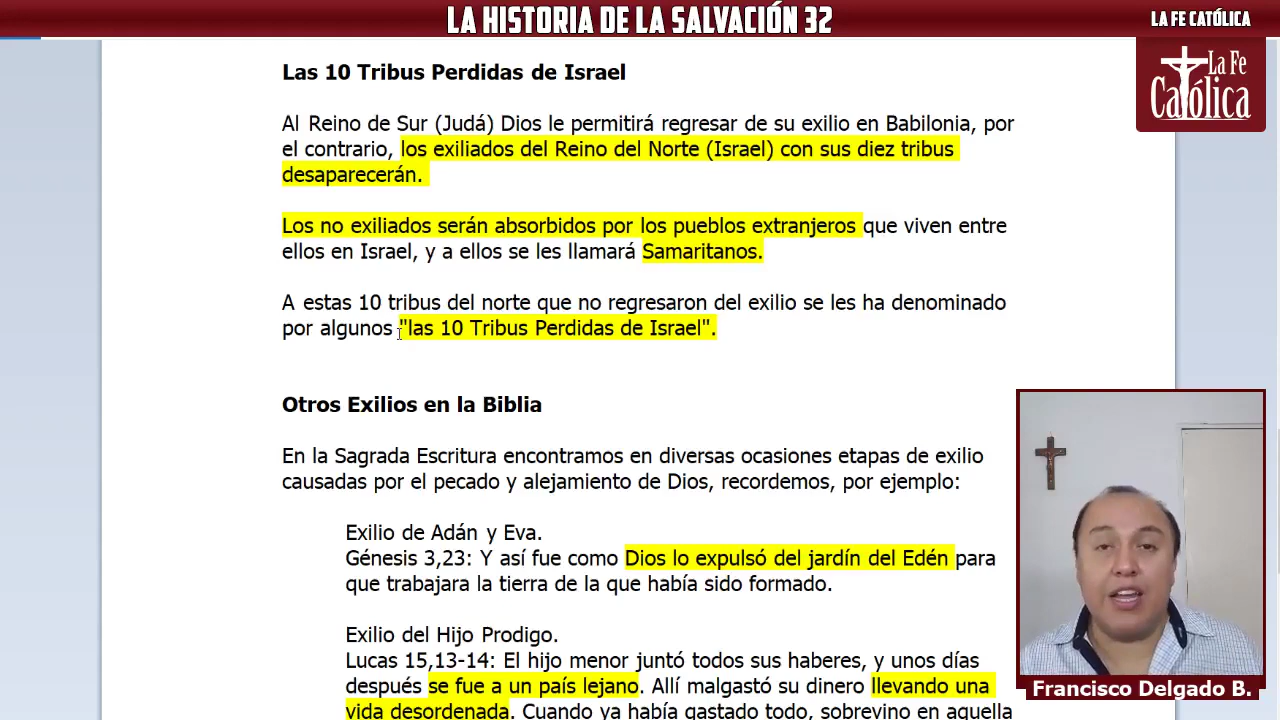 LA HISTORIA DE LA SALVACIÓN 32
LA FE CATÓLICA
La Fe
Católica
Las 10 Tribus Perdidas de Israel
Al Reino de Sur (Judá) Dios le permitirá regresar de su exilio en Babilonia, por
el contrario, los exiliados del Reino del Norte (Israel) con sus diez tribus
desaparecerán.
Los no exiliados serán absorbidos por los pueblos extranjeros que viven entre
ellos en Israel, y a ellos se les llamará Samaritanos.
A estas 10 tribus del norte que no regresaron del exilio se les ha denominado
por algunos "las 10 Tribus Perdidas de Israel".
Otros Exilios en la Biblia
En la Sagrada Escritura encontramos en diversas ocasiones etapas de exilio
causadas por el pecado y alejamiento de Dios, recordemos, por ejemplo:
Exilio de Adán y Eva.
Génesis 3,23: Y así fue como Dios lo expulsó del jardín del Edén para
que trabajara la tierra de la que había sido formado.
Exilio del Hijo Prodigo.
Lucas 15,13-14: El hijo menor juntó todos sus haberes, y unos días
después se fue a un país lejano. Allí malgastó su dinero llevando una
vida desordenada. Cuando ya había gastado todo, sobrevino en aquella
Francisco Delgado B.